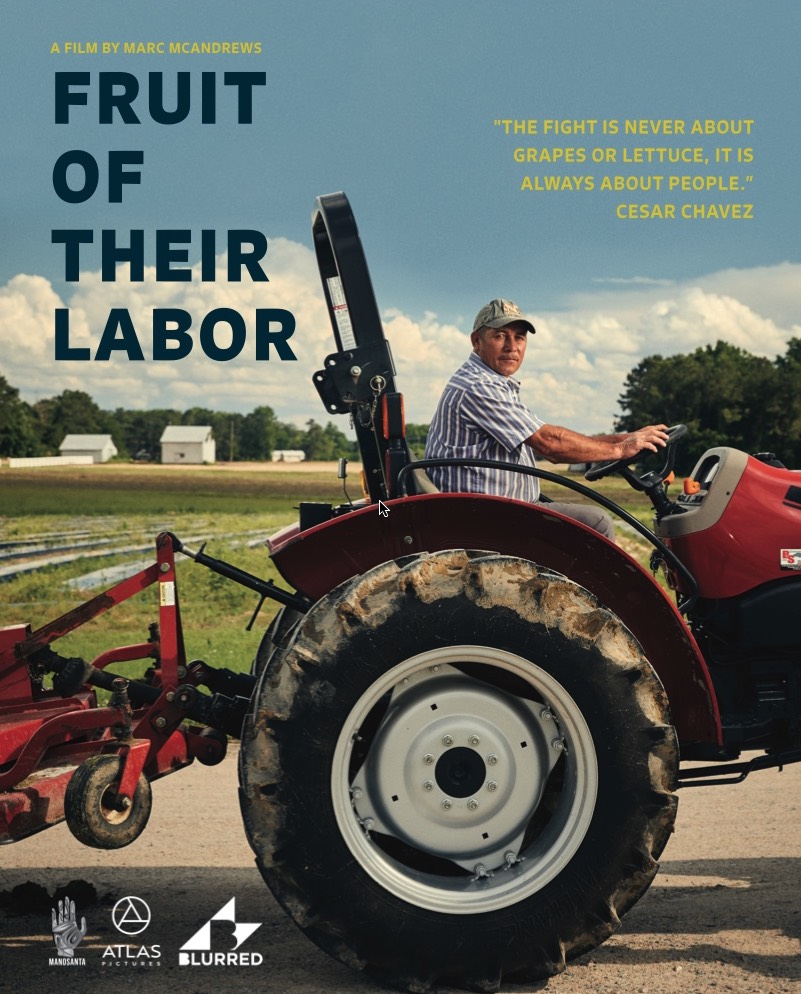 A FILM BY MARC MCANDREWS
FRUIT
OF
THEIR
LABOR
"THE FIGHT IS NEVER ABOUT
GRAPES OR LETTUCE, IT IS
ALWAYS ABOUT PEOPLE.”
CESAR CHAVEZ
BS
MANOSANTA
ATLAS
PICTURES
BLURRED